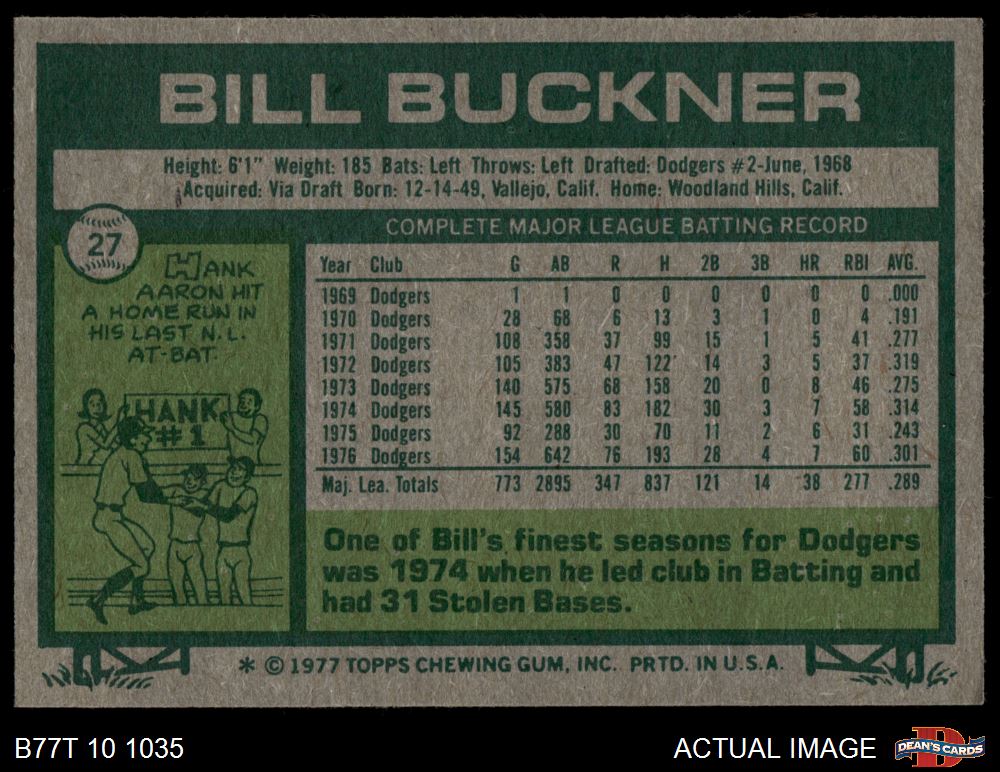 BILL BUCKNER
Height: 6'1" Weight: 185 Bats: Left Throws: Left Drafted: Dodgers #2-June, 1968
Acquired: Via Draft Born: 12-14-49, Vallejo, Calif. Home: Woodland Hills, Calif.
27
HANK
AARON HIT
A HOME RUN IN
HIS LAST N.L.
AT-BAT
HANK
#1
COMPLETE MAJOR LEAGUE BATTING RECORD
Year Club G AB R H 2B 3B HR RBI AVG.
1969 Dodgers 1 1 0 0 0 0 0 0 .000
1970 Dodgers 28 68 6 13 3 1 0 4 .191
1971 Dodgers 108 358 37 99 15 1 5 41 .277
1972 Dodgers 105 383 47 122 14 3 5 37 .319
1973 Dodgers 140 575 68 158 20 0 8 46 .275
1974 Dodgers 145 580 83 182 30 3 7 58 .314
1975 Dodgers 92 288 30 70 11 2 6 31 .243
1976 Dodgers 154 642 76 193 28 4 7 60 .301
Maj. Lea. Totals 773 2895 347 837 121 14 38 277 .289
One of Bill's finest seasons for Dodgers
was 1974 when he led club in Batting and
had 31 Stolen Bases.
* © 1977 TOPPS CHEWING GUM, INC. PRTD. IN U.S.A.
B77T 10 1035
ACTUAL IMAGE
D
DEAN'S CARDS